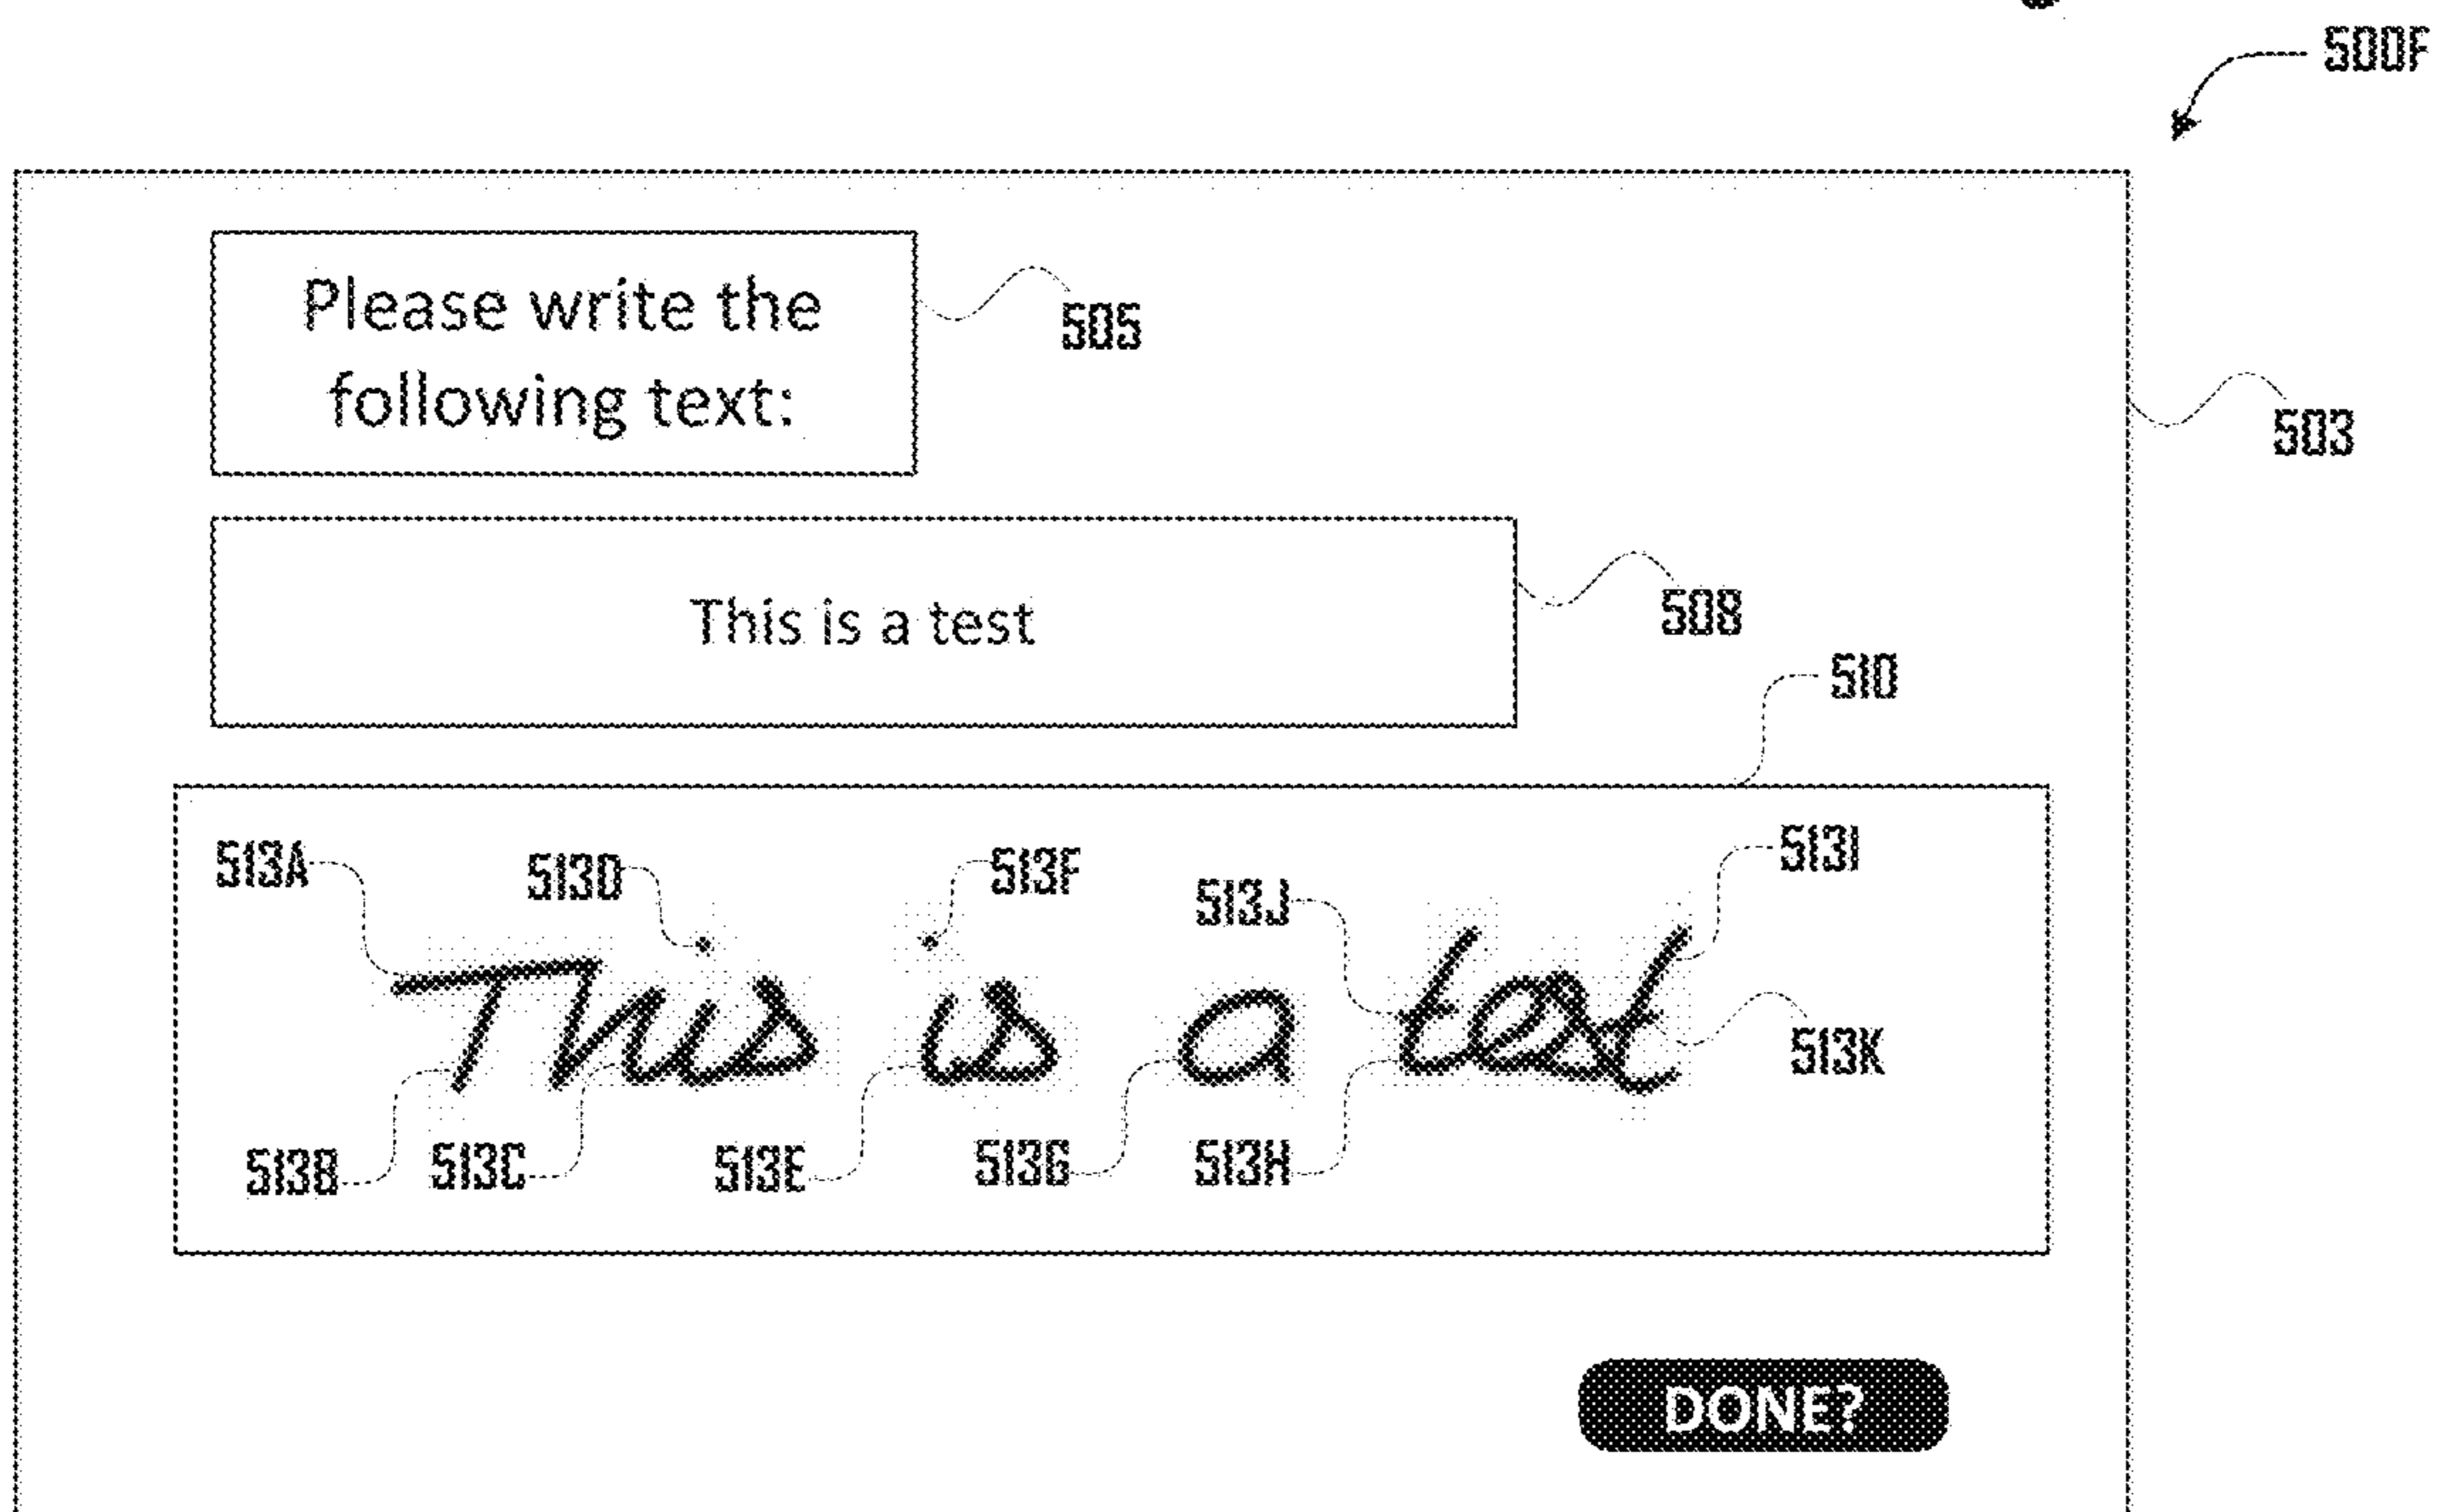 500F
Please write the
following text:
505
503
This is a test
508
510
513A 513D 513F 513J 513I
This is a test
513K
513B 513C 513E 513G 513H
DONE?